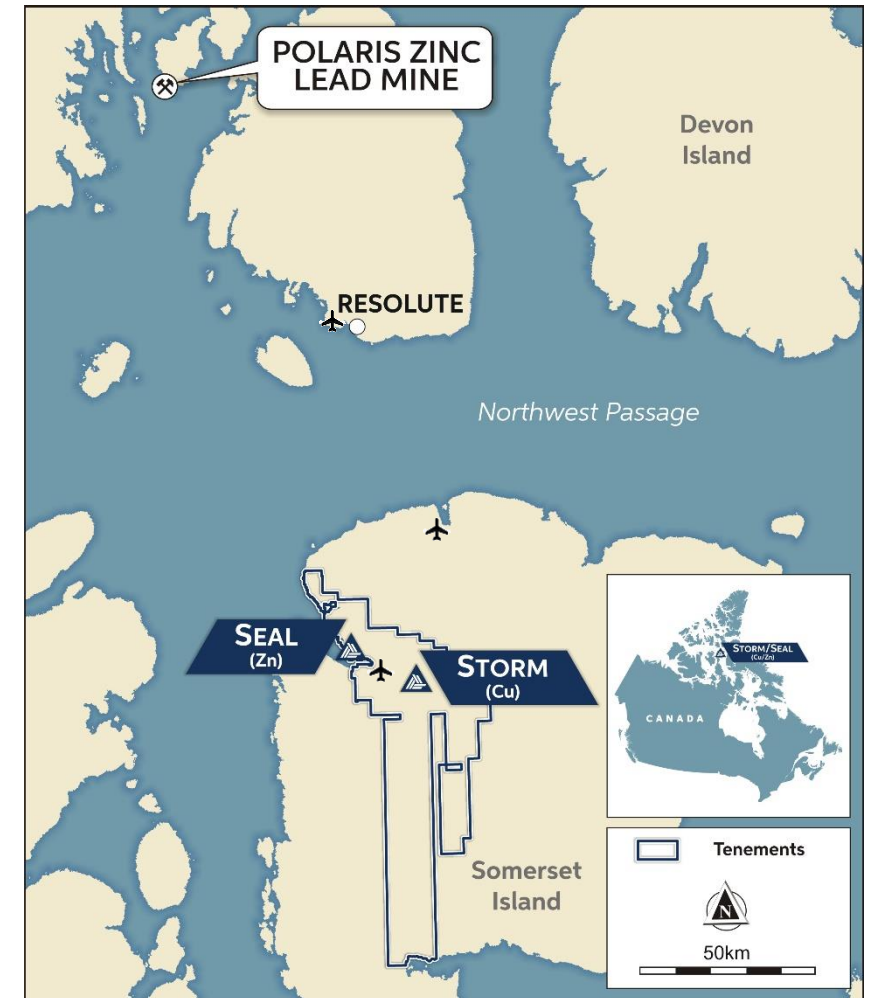 POLARIS ZINC
LEAD MINE
Devon
Island
RESOLUTE
Northwest Passage
SEAL
(Zn)
STORM
(Cu)
STORM/SEAL
(Cu/Zn)
CANADA
Somerset
Island
Tenements
N
50km